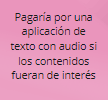 Pagaría por una
aplicación de
texto con audio si
los contenidos
fueran de interés